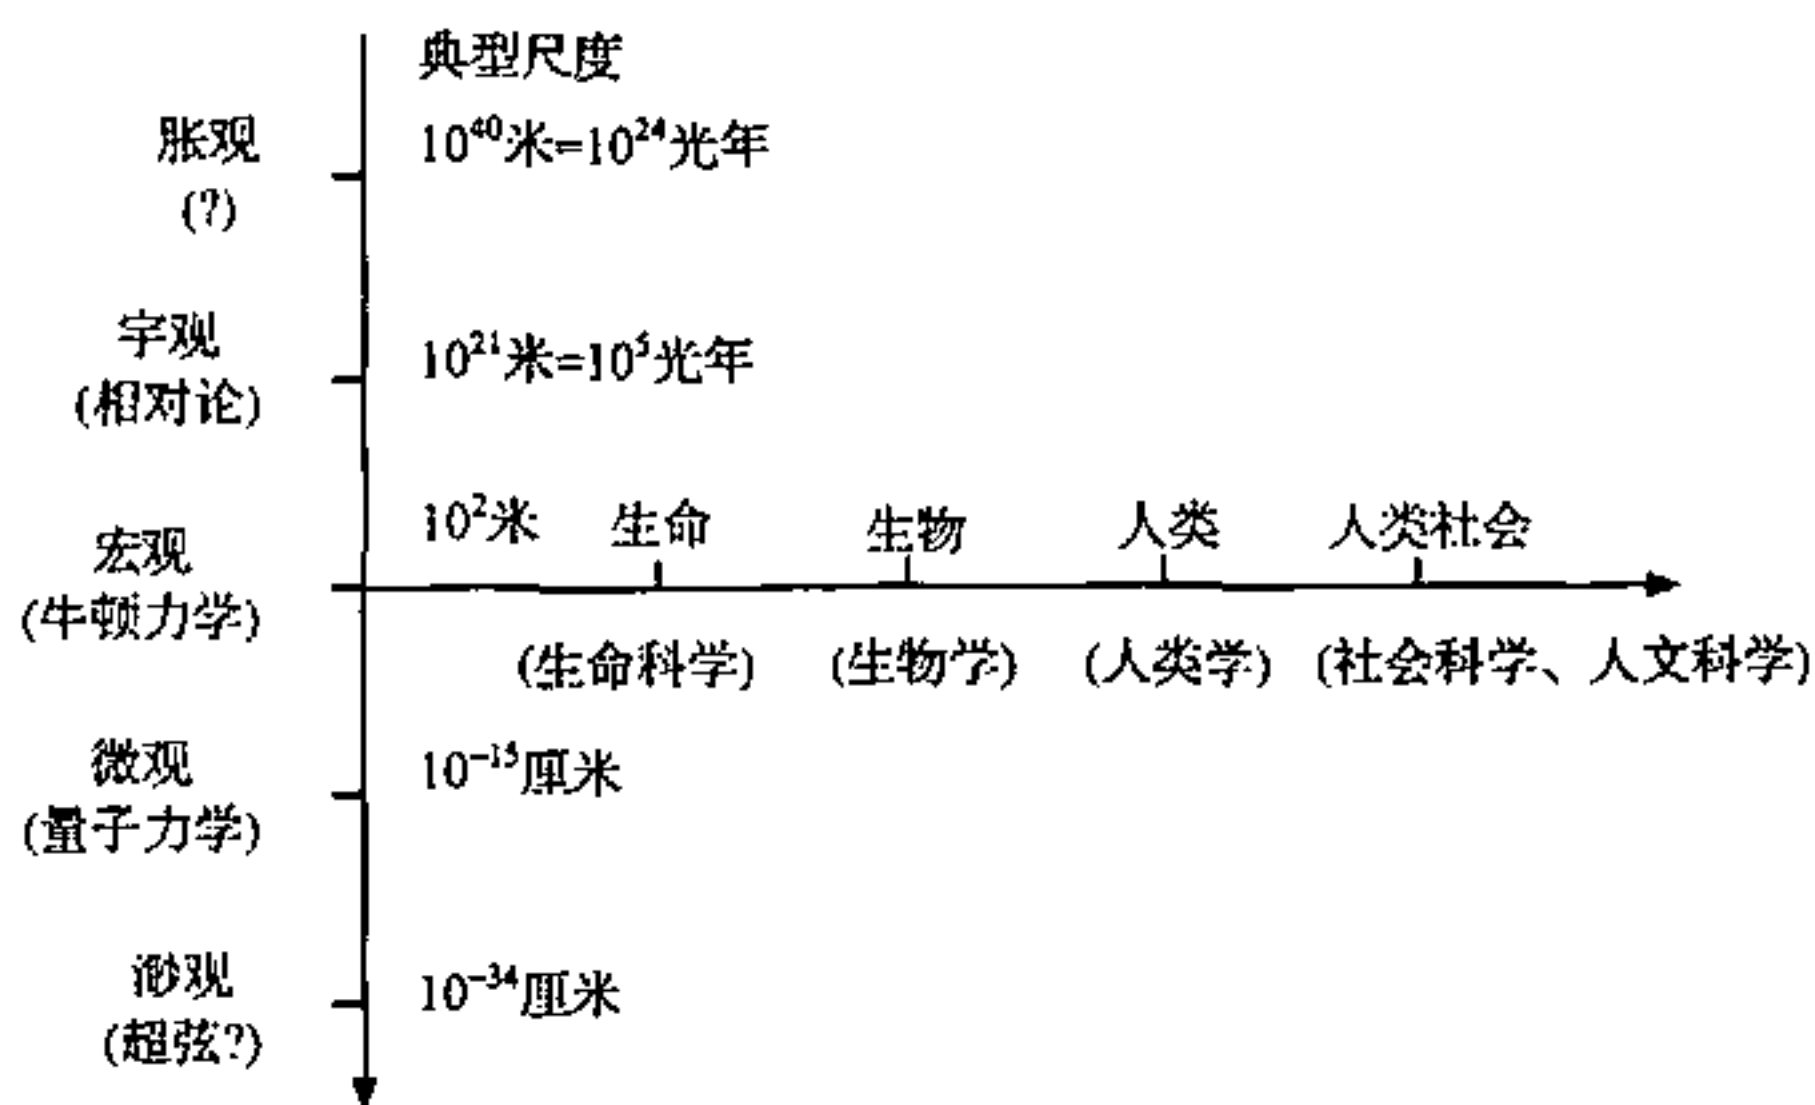 典型尺度
胀观
10⁴⁰米=10²⁴光年
(?)
宇观
(相对论)
10²¹米=10⁵光年
宏观
(牛顿力学)
10²米 生命 生物 人类 人类社会
(生命科学) (生物学) (人类学) (社会科学、人文科学)
微观
(量子力学)
10⁻¹⁵厘米
渺观
(超弦?)
10⁻³⁴厘米